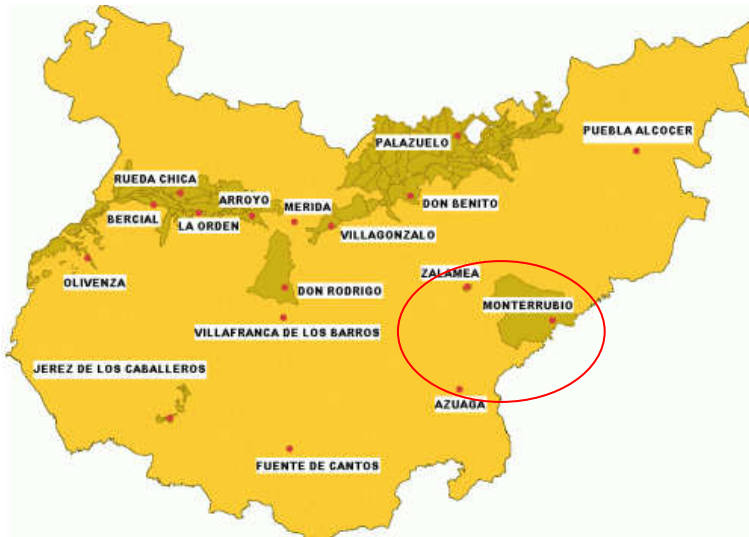 PUEBLA ALCOCER
PALAZUELO
RUEDA CHICA
ARROYO
MERIDA
DON BENITO
BERCIAL
LA ORDEN
VILLAGONZALO
OLIVENZA
ZALAMEA
DON RODRIGO
MONTERRUBIO
VILLAFRANCA DE LOS BARROS
JEREZ DE LOS CABALLEROS
AZUAGA
FUENTE DE CANTOS